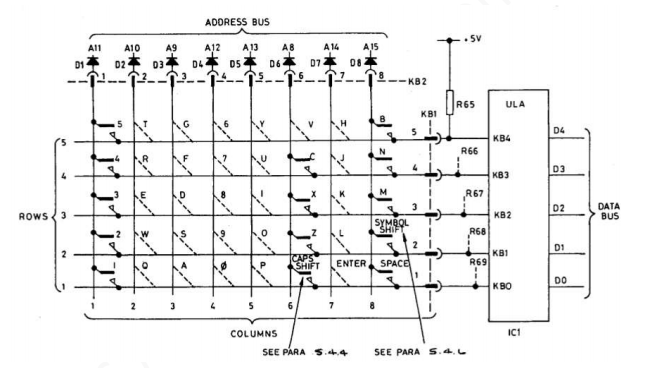 ADDRESS BUS
A11 A10 A9 A12 A13 A8 A14 A15
D1 D2 D3 D4 D5 D6 D7 D8
1 2 3 4 5 6 7 8 KB2
+5V
R65
ULA
KB1
5 5 T G 6 Y V H B 5 KB4 D4
R66
4 4 R F 7 U C J N 4 KB3 D3
R67
ROWS 3 3 E D 8 I X K M 3 KB2 D2 DATA BUS
SYMBOL SHIFT
R68
2 2 W S 9 O Z L 2 KB1 D1
R69
1 1 Q A Ø P CAPS SHIFT ENTER SPACE 1 KB0 D0
1 2 3 4 5 6 7 8
IC1
COLUMNS
SEE PARA 5.4.4 SEE PARA 5.4.6